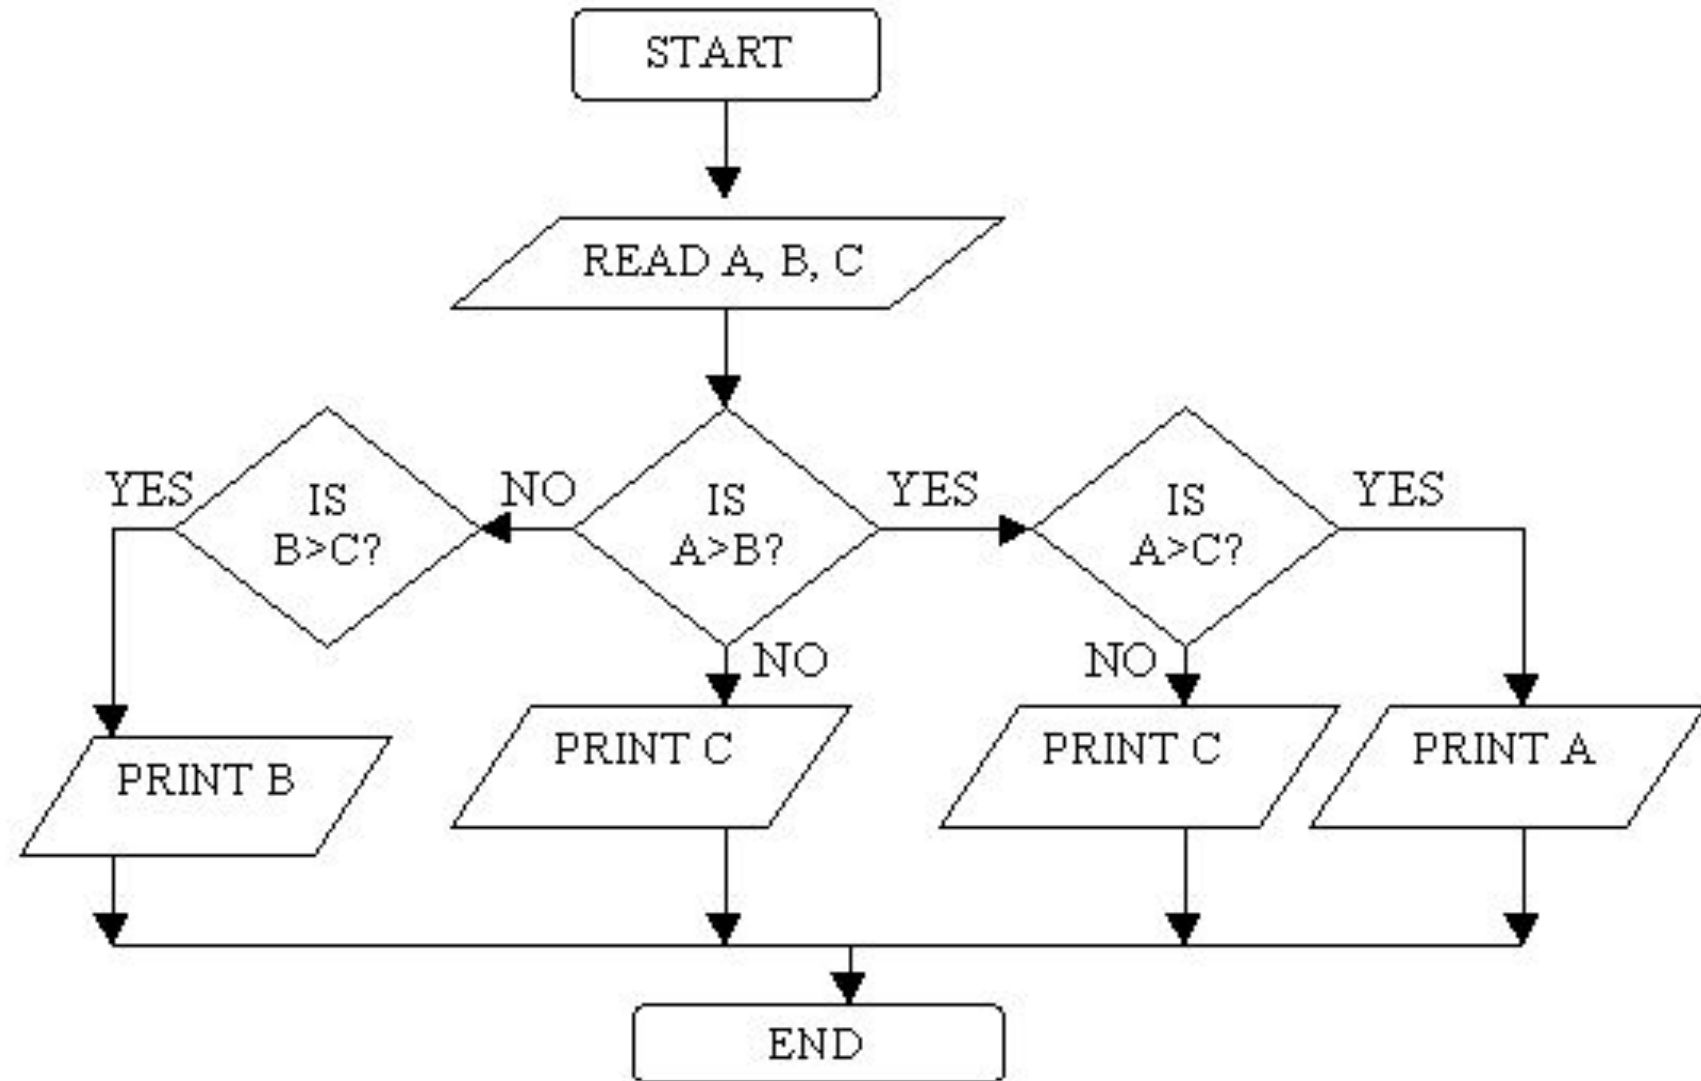 START
READ A, B, C
YES
IS
B>C?
NO
IS
A>B?
YES
IS
A>C?
YES
NO
NO
PRINT B
PRINT C
PRINT C
PRINT A
END